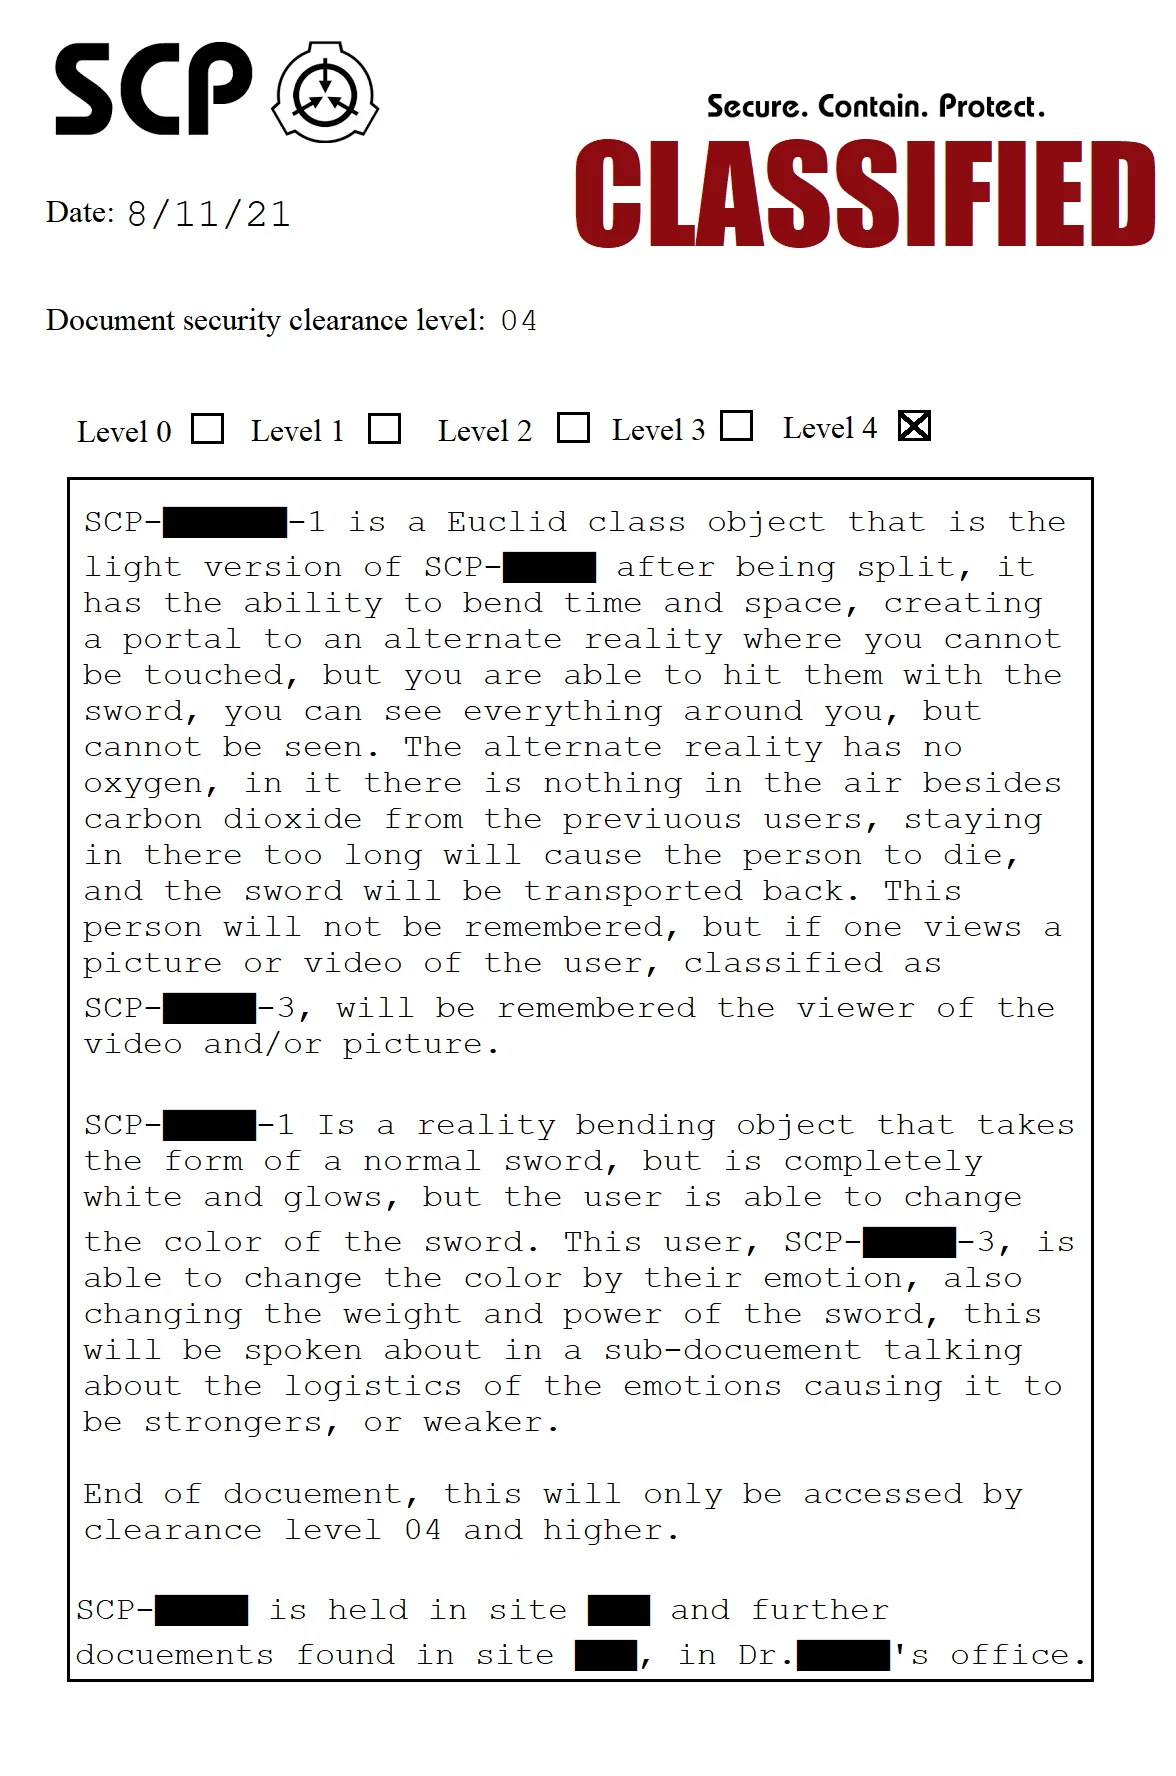 SCP
Secure. Contain. Protect.
CLASSIFIED
Date: 8/11/21
Document security clearance level: 04
Level 0 Level 1 Level 2 Level 3 Level 4
SCP- -1 is a Euclid class object that is the
light version of SCP- after being split, it
has the ability to bend time and space, creating
a portal to an alternate reality where you cannot
be touched, but you are able to hit them with the
sword, you can see everything around you, but
cannot be seen. The alternate reality has no
oxygen, in it there is nothing in the air besides
carbon dioxide from the previuous users, staying
in there too long will cause the person to die,
and the sword will be transported back. This
person will not be remembered, but if one views a
picture or video of the user, classified as
SCP- -3, will be remembered the viewer of the
video and/or picture.
SCP- -1 Is a reality bending object that takes
the form of a normal sword, but is completely
white and glows, but the user is able to change
the color of the sword. This user, SCP- -3, is
able to change the color by their emotion, also
changing the weight and power of the sword, this
will be spoken about in a sub-docuement talking
about the logistics of the emotions causing it to
be strongers, or weaker.
End of docuement, this will only be accessed by
clearance level 04 and higher.
SCP- is held in site and further
docuements found in site , in Dr. 's office.